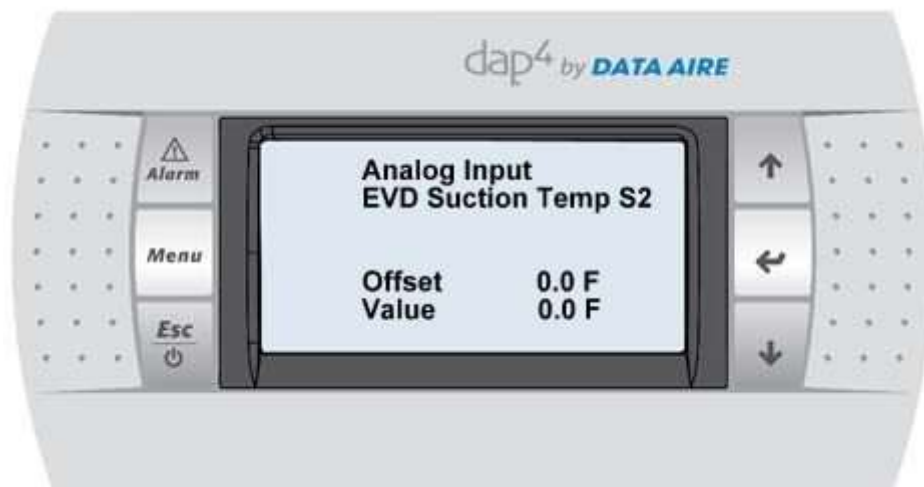 dap4 by DATA AIRE
Alarm
Menu
Esc
Analog Input
EVD Suction Temp S2
Offset 0.0 F
Value 0.0 F